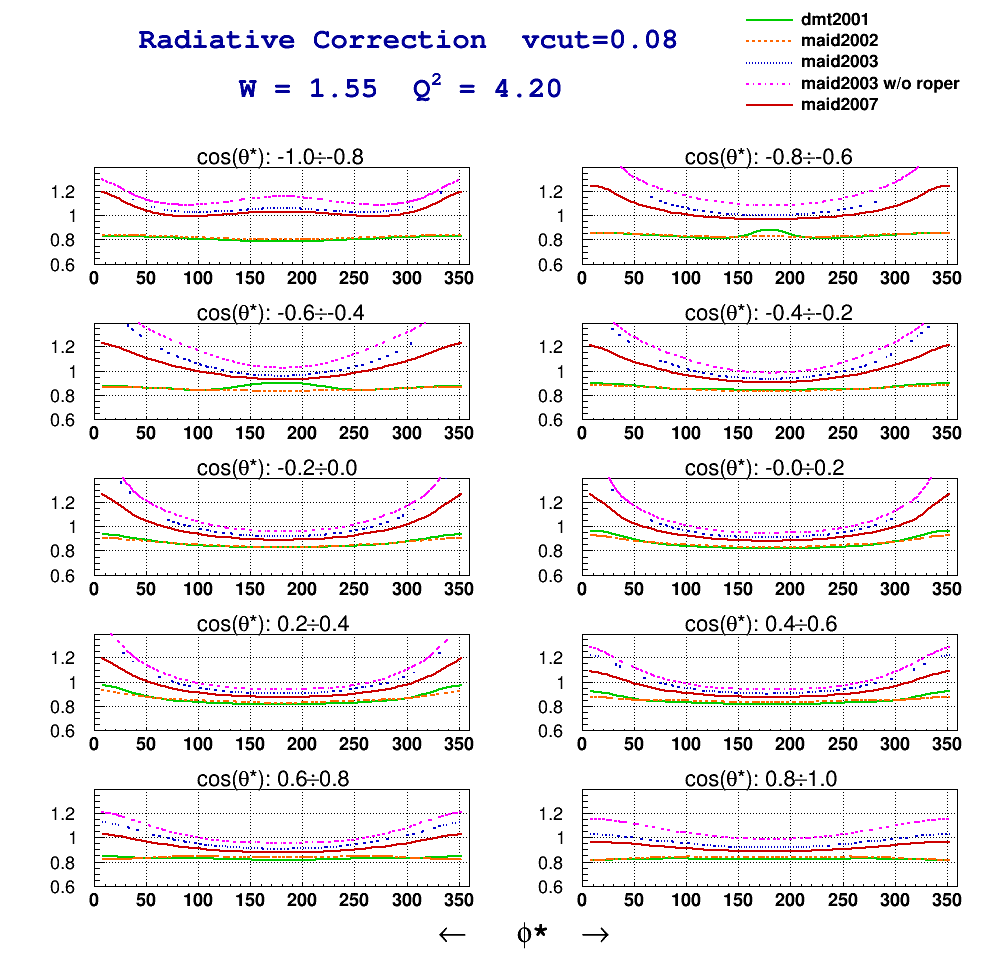 Radiative Correction vcut=0.08
W = 1.55 Q² = 4.20
dmt2001
maid2002
maid2003
maid2003 w/o roper
maid2007
cos(θ*): -1.0÷-0.8
1.2
1
0.8
0.6
0 50 100 150 200 250 300 350
cos(θ*): -0.8÷-0.6
1.2
1
0.8
0.6
0 50 100 150 200 250 300 350
cos(θ*): -0.6÷-0.4
1.2
1
0.8
0.6
0 50 100 150 200 250 300 350
cos(θ*): -0.4÷-0.2
1.2
1
0.8
0.6
0 50 100 150 200 250 300 350
cos(θ*): -0.2÷0.0
1.2
1
0.8
0.6
0 50 100 150 200 250 300 350
cos(θ*): -0.0÷0.2
1.2
1
0.8
0.6
0 50 100 150 200 250 300 350
cos(θ*): 0.2÷0.4
1.2
1
0.8
0.6
0 50 100 150 200 250 300 350
cos(θ*): 0.4÷0.6
1.2
1
0.8
0.6
0 50 100 150 200 250 300 350
cos(θ*): 0.6÷0.8
1.2
1
0.8
0.6
0 50 100 150 200 250 300 350
cos(θ*): 0.8÷1.0
1.2
1
0.8
0.6
0 50 100 150 200 250 300 350
← ϕ* →